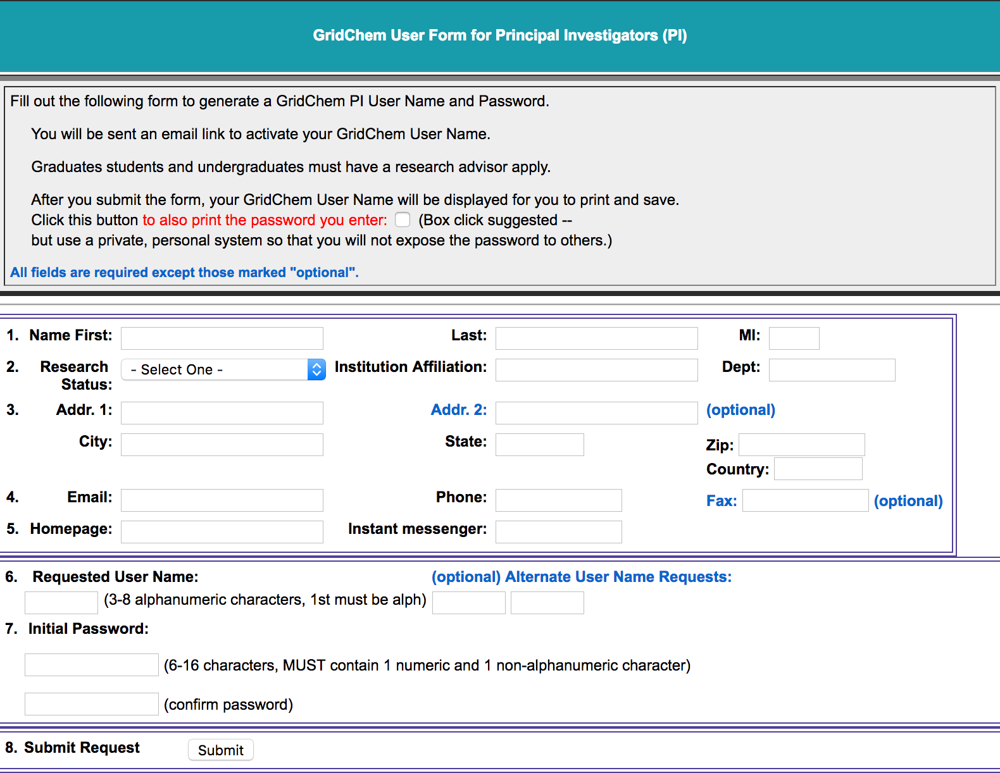 GridChem User Form for Principal Investigators (PI)
Fill out the following form to generate a GridChem PI User Name and Password.
You will be sent an email link to activate your GridChem User Name.
Graduates students and undergraduates must have a research advisor apply.
After you submit the form, your GridChem User Name will be displayed for you to print and save.
Click this button to also print the password you enter: (Box click suggested --
but use a private, personal system so that you will not expose the password to others.)
All fields are required except those marked "optional".
1. Name First: Last: MI:
2. Research Status: - Select One - Institution Affiliation: Dept:
3. Addr. 1: Addr. 2: (optional)
City: State: Zip:
Country:
4. Email: Phone: Fax: (optional)
5. Homepage: Instant messenger:
6. Requested User Name: (optional) Alternate User Name Requests:
(3-8 alphanumeric characters, 1st must be alph)
7. Initial Password:
(6-16 characters, MUST contain 1 numeric and 1 non-alphanumeric character)
(confirm password)
8. Submit Request Submit